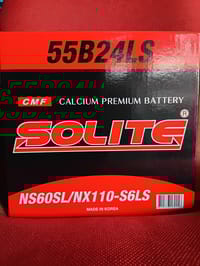 55B24LS
CMF CALCIUM PREMIUM BATTERY
SOLITE ®
NS60SL/NX110-S6LS
MADE IN KOREA